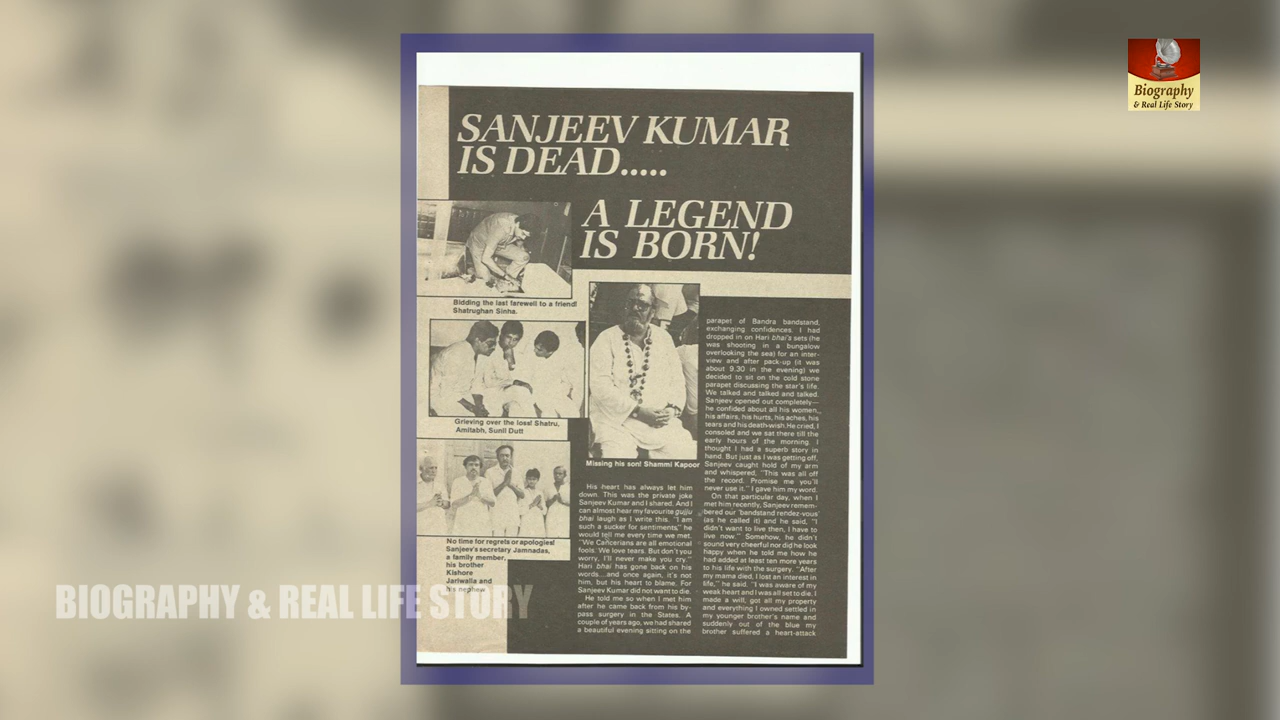 SANJEEV KUMAR
IS DEAD.....
A LEGEND
IS BORN!
Bidding the last farewell to a friend!
Shatrughan Sinha.
Grieving over the loss! Shatru,
Amilabh, Sunil Dutt
No time for regrets or apologies!
Sanjeev's secretary Jamnadas,
a family member,
his brother
Kishore
Jariwalla and
his nephew
Missing his son! Shammi Kapoor
His heart has always let him
down. This was the private joke
Sanjeev Kumar and I shared. And I
can almost hear my favourite gujju
bhai laugh as I write this. "I am
such a sucker for sentiments," he
would tell me every time we met.
"We Cancerians are all emotional
fools. We love tears. But don't you
worry, I'll never make you cry."
Hari bhai has gone back on his
words...and once again, it's not
him, but his heart to blame. For
Sanjeev Kumar did not want to die.
He told me so when I met him
after he came back from his by-
pass surgery in the States. A
couple of years ago, we had shared
a beautiful evening sitting on the
parapet of Bandra bandstand,
exchanging confidences. I had
dropped in on Hari bhai's sets (he
was shooting in a bungalow
overlooking the sea) for an inter-
view and after pack-up (it was
about 9.30 in the evening) we
decided to sit on the cold stone
parapet discussing the star's life.
We talked and talked and talked.
Sanjeev opened out completely—
he confided about all his women,
his affairs, his hurts, his aches, his
tears and his death-wish. He cried, I
consoled and we sat there till the
early hours of the morning. I
thought I had a superb story in
hand. But just as I was getting off,
Sanjeev caught hold of my arm
and whispered, "This was all off
the record. Promise me you'll
never use it." I gave him my word.
On that particular day, when I
met him recently, Sanjeev remem-
bered our 'bandstand rendez-vous'
(as he called it) and he said, "I
didn't want to live then, I have to
live now." Somehow, he didn't
sound very cheerful nor did he look
happy when he told me how he
had added at least ten more years
to his life with the surgery. "After
my mama died, I lost an interest in
life," he said. "I was aware of my
weak heart and I was all set to die. I
made a will, got all my property
and everything I owned settled in
my younger brother's name and
suddenly out of the blue my
brother suffered a heart-attack
Biography
& Real Life Story
BIOGRAPHY & REAL LIFE STORY